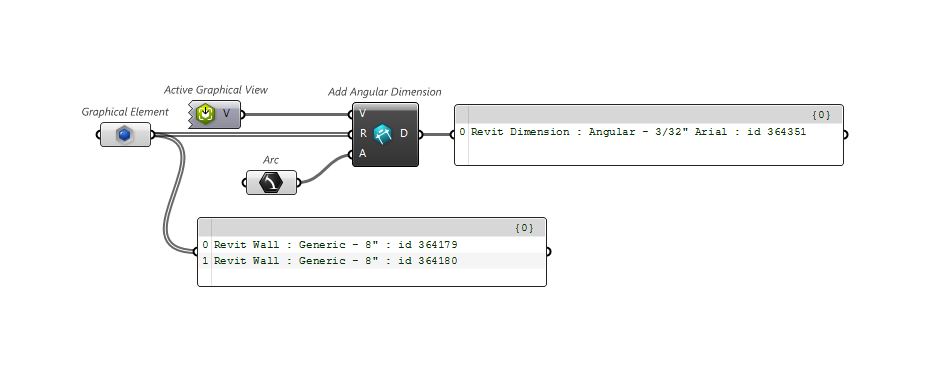 Active Graphical View
Add Angular Dimension
Graphical Element
V
V
{0}
R
D
0 Revit Dimension : Angular - 3/32" Arial : id 364351
Arc
A
{0}
0 Revit Wall : Generic - 8" : id 364179
1 Revit Wall : Generic - 8" : id 364180